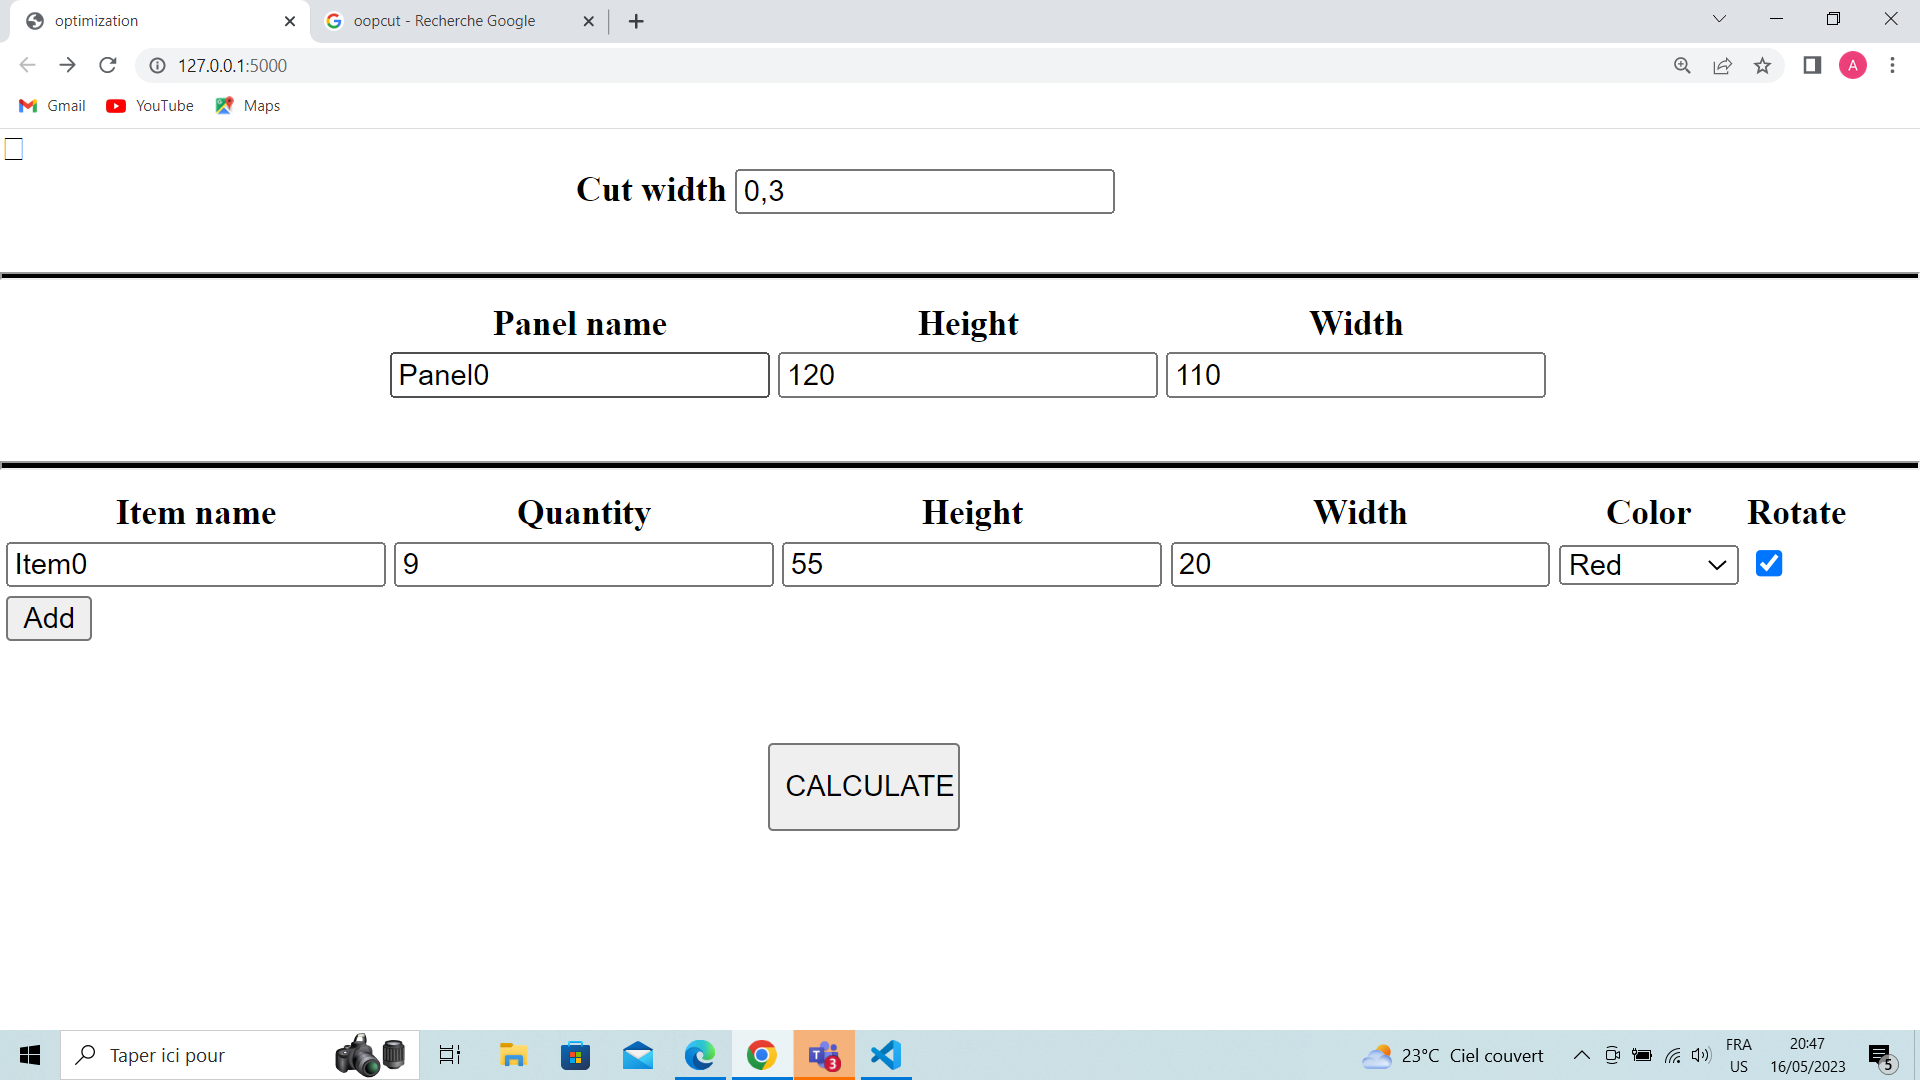 optimization
oopcut - Recherche Google
127.0.0.1:5000
A
Gmail
YouTube
Maps
Cut width
0,3
Panel name
Height
Width
Panel0
120
110
Item name
Quantity
Height
Width
Color
Rotate
Item0
9
55
20
Red
Add
CALCULATE
Taper ici pour
T
3
23°C Ciel couvert
FRA
US
20:47
16/05/2023
5